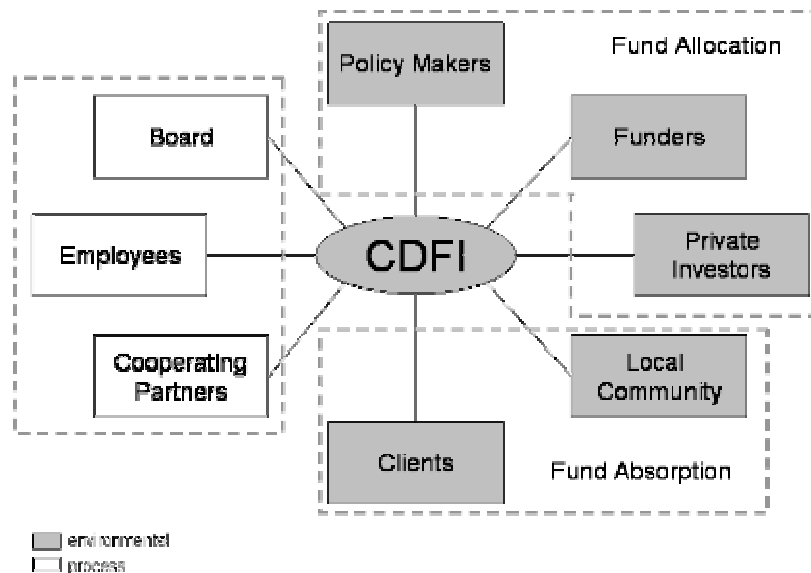 Policy Makers
Fund Allocation
Board
Funders
Employees
CDFI
Private
Investors
Cooperating
Partners
Local
Community
Clients
Fund Absorption
environmental
process